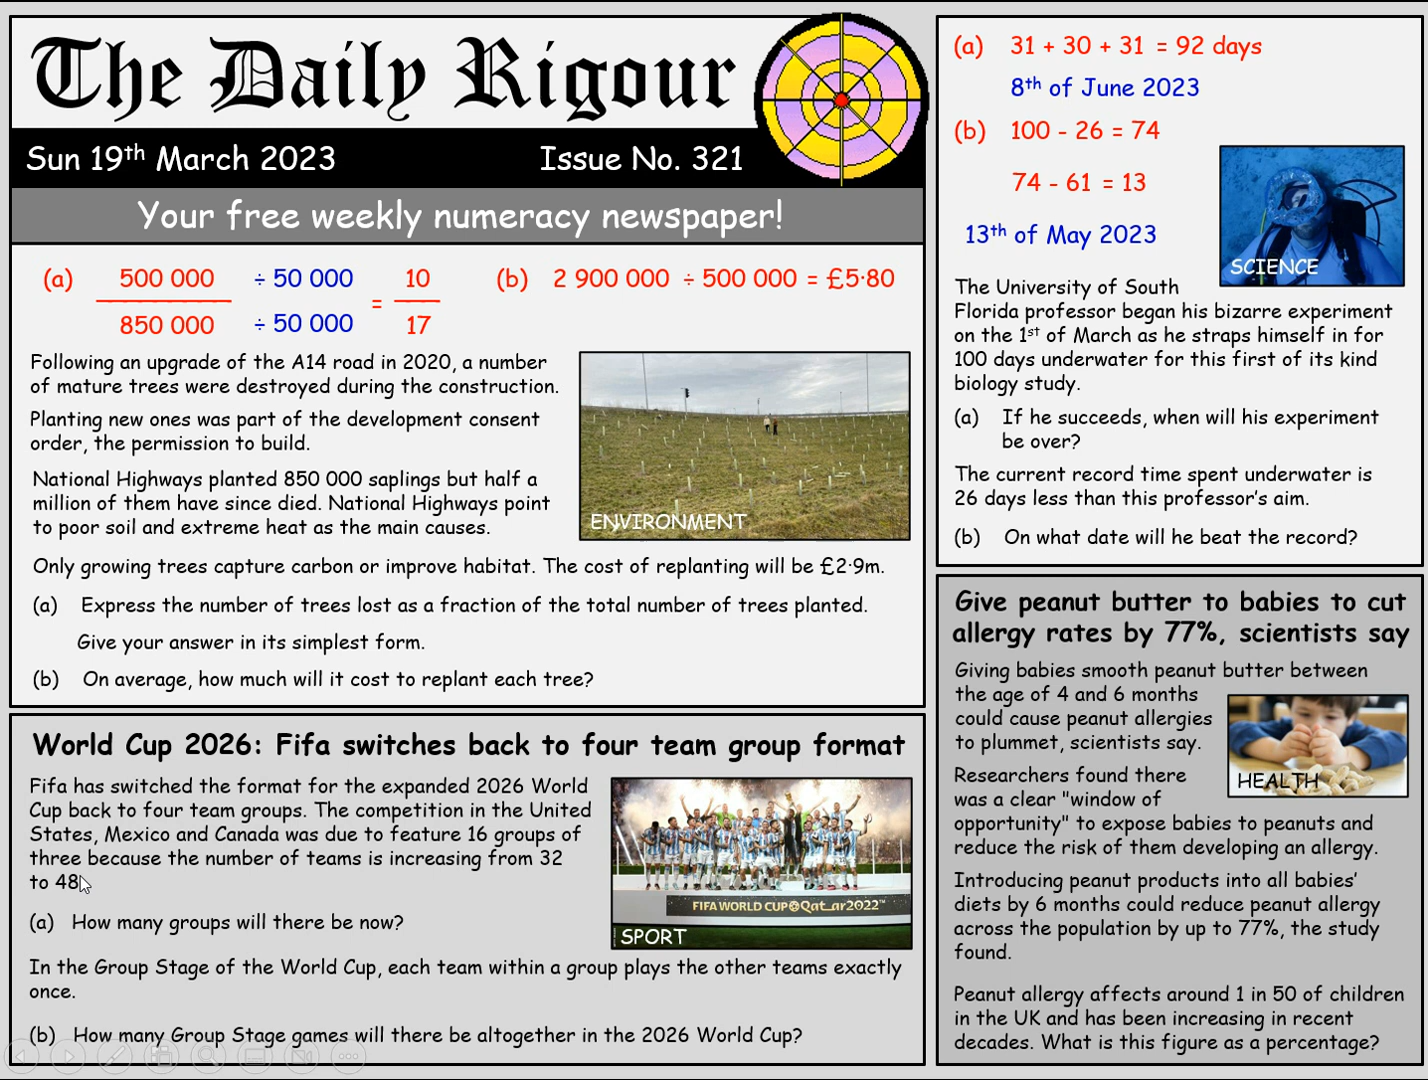 The Daily Rigour
Sun 19th March 2023
Issue No. 321
Your free weekly numeracy newspaper!
(a) 500 000 ÷ 50 000 = 10
850 000 ÷ 50 000 17
(b) 2 900 000 ÷ 500 000 = £5·80
Following an upgrade of the A14 road in 2020, a number
of mature trees were destroyed during the construction.
Planting new ones was part of the development consent
order, the permission to build.
National Highways planted 850 000 saplings but half a
million of them have since died. National Highways point
to poor soil and extreme heat as the main causes.
ENVIRONMENT
Only growing trees capture carbon or improve habitat. The cost of replanting will be £2·9m.
(a) Express the number of trees lost as a fraction of the total number of trees planted.
Give your answer in its simplest form.
(b) On average, how much will it cost to replant each tree?
World Cup 2026: Fifa switches back to four team group format
Fifa has switched the format for the expanded 2026 World
Cup back to four team groups. The competition in the United
States, Mexico and Canada was due to feature 16 groups of
three because the number of teams is increasing from 32
to 48.
FIFA WORLD CUP Qatar2022™
SPORT
(a) How many groups will there be now?
In the Group Stage of the World Cup, each team within a group plays the other teams exactly
once.
(b) How many Group Stage games will there be altogether in the 2026 World Cup?
(a) 31 + 30 + 31 = 92 days
8th of June 2023
(b) 100 - 26 = 74
74 - 61 = 13
13th of May 2023
SCIENCE
The University of South
Florida professor began his bizarre experiment
on the 1st of March as he straps himself in for
100 days underwater for this first of its kind
biology study.
(a) If he succeeds, when will his experiment
be over?
The current record time spent underwater is
26 days less than this professor's aim.
(b) On what date will he beat the record?
Give peanut butter to babies to cut
allergy rates by 77%, scientists say
Giving babies smooth peanut butter between
the age of 4 and 6 months
could cause peanut allergies
to plummet, scientists say.
HEALTH
Researchers found there
was a clear "window of
opportunity" to expose babies to peanuts and
reduce the risk of them developing an allergy.
Introducing peanut products into all babies'
diets by 6 months could reduce peanut allergy
across the population by up to 77%, the study
found.
Peanut allergy affects around 1 in 50 of children
in the UK and has been increasing in recent
decades. What is this figure as a percentage?